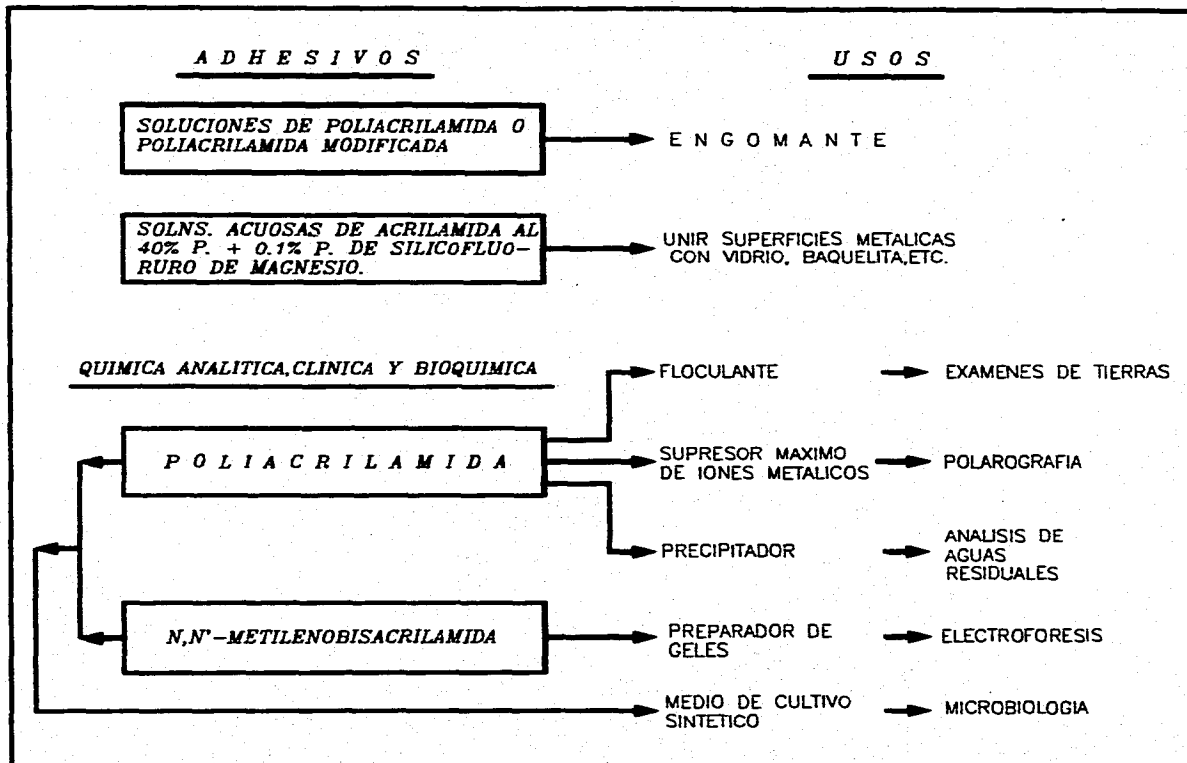 ADHESIVOS
USOS
SOLUCIONES DE POLIACRILAMIDA O
POLIACRILAMIDA MODIFICADA
ENGOMANTE
SOLNS. ACUOSAS DE ACRILAMIDA AL
40% P. + 0.1% P. DE SILICOFLUO-
RURO DE MAGNESIO.
UNIR SUPERFICIES METALICAS
CON VIDRIO, BAQUELITA,ETC.
QUIMICA ANALITICA,CLINICA Y BIOQUIMICA
FLOCULANTE
EXAMENES DE TIERRAS
POLIACRILAMIDA
SUPRESOR MAXIMO
DE IONES METALICOS
POLAROGRAFIA
PRECIPITADOR
ANALISIS DE
AGUAS
RESIDUALES
N,N'-METILENOBISACRILAMIDA
PREPARADOR DE
GELES
ELECTROFORESIS
MEDIO DE CULTIVO
SINTETICO
MICROBIOLOGIA